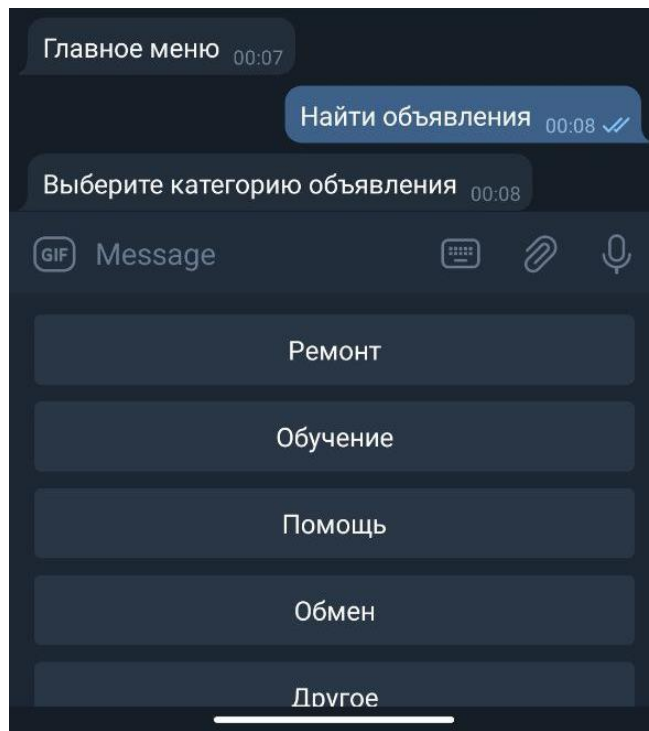 Главное меню 00:07
Найти объявления 00:08
Выберите категорию объявления 00:08
GIF Message
Ремонт
Обучение
Помощь
Обмен
Другое